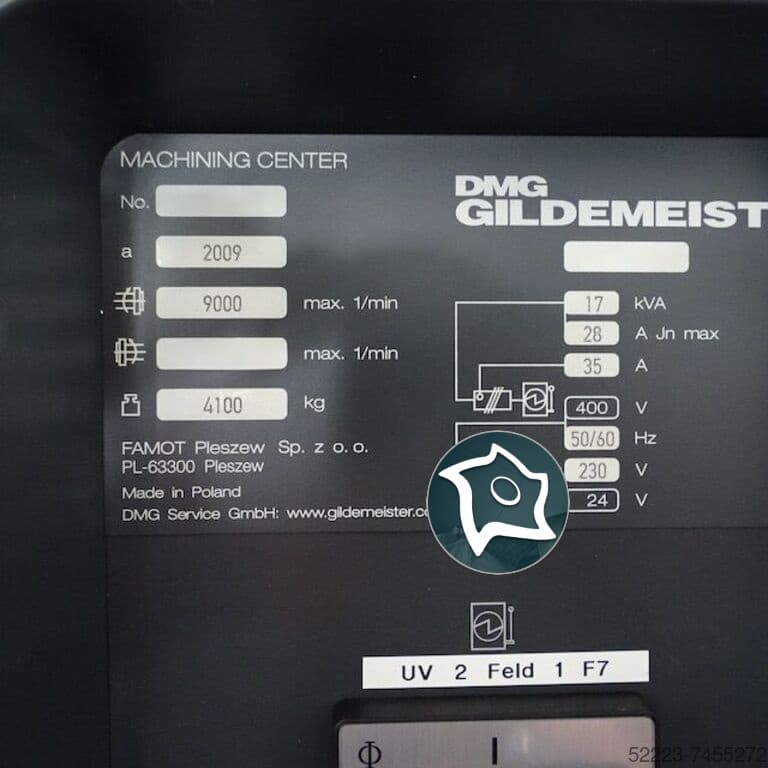 MACHINING CENTER
DMG
GILDEMEIST
No.
a 2009
9000 max. 1/min
max. 1/min
4100 kg
17 kVA
28 A Jn max
35 A
400 V
50/60 Hz
230 V
24 V
FAMOT Pleszew Sp. z o.o.
PL-63300 Pleszew
Made in Poland
DMG Service GmbH: www.gildemeister.co
UV 2 Feld 1 F7
I
52223-7455272